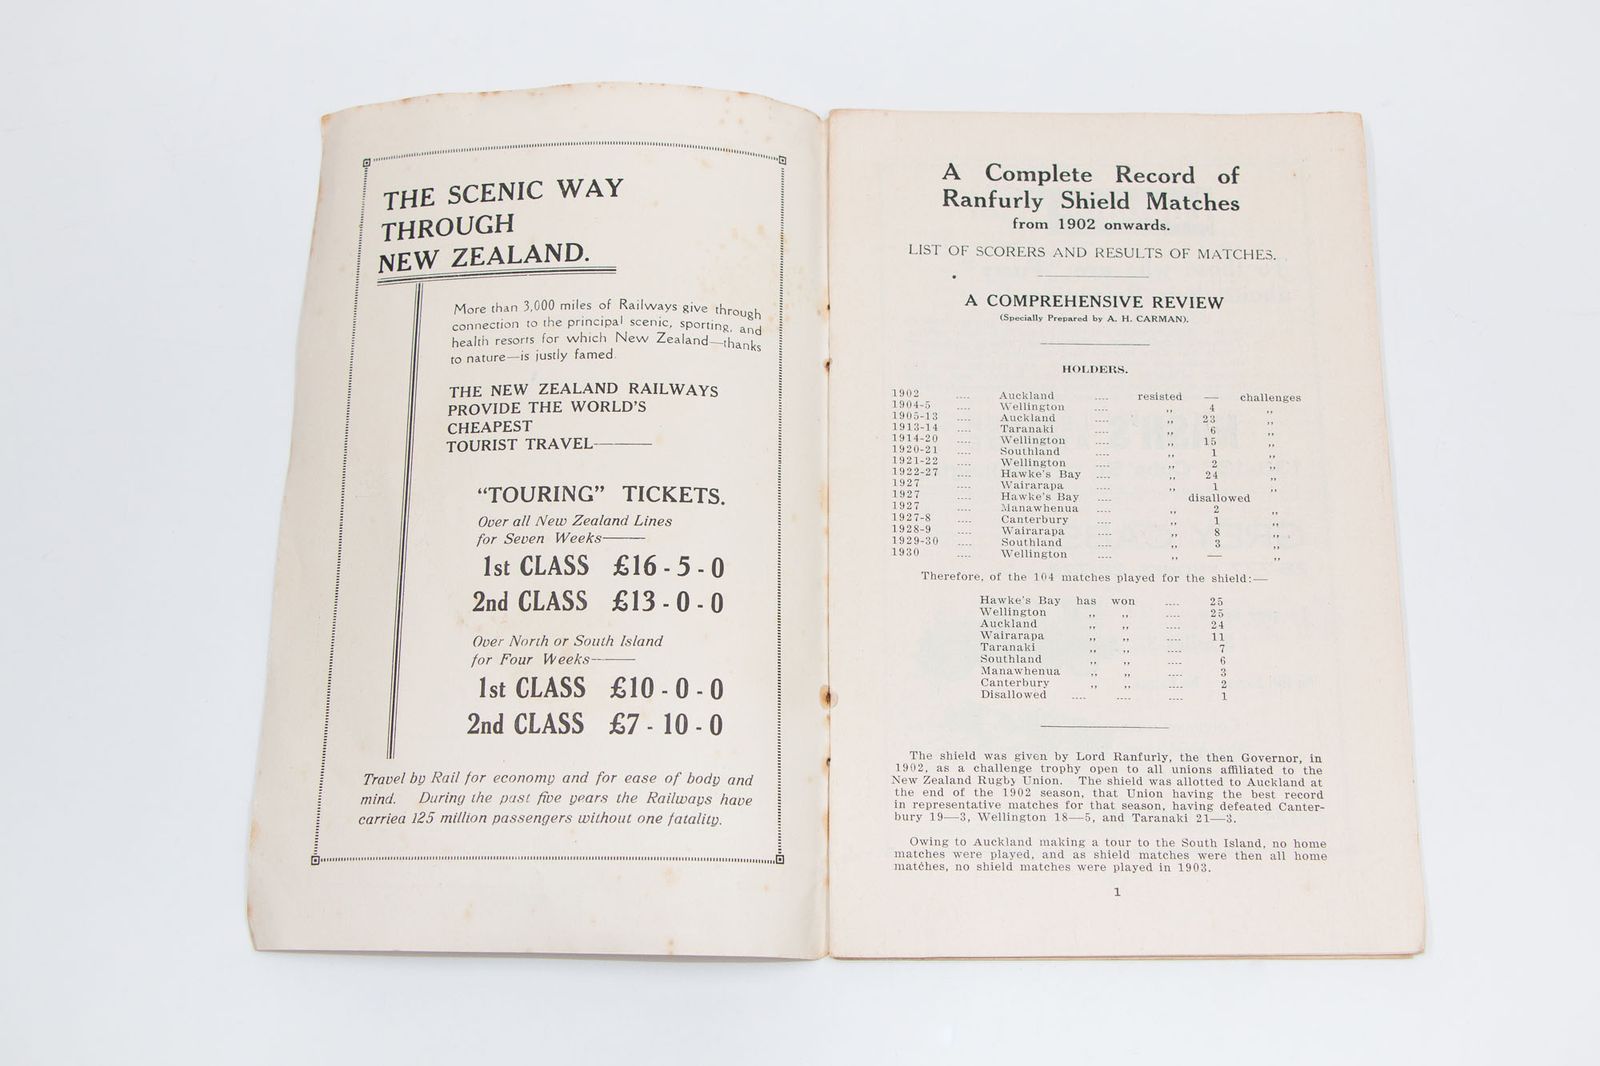 THE SCENIC WAY
THROUGH
NEW ZEALAND.
More than 3,000 miles of Railways give through
connection to the principal scenic, sporting, and
health resorts for which New Zealand—thanks
to nature—is justly famed.
THE NEW ZEALAND RAILWAYS
PROVIDE THE WORLD'S
CHEAPEST
TOURIST TRAVEL———
"TOURING" TICKETS.
Over all New Zealand Lines
for Seven Weeks———
1st CLASS £16 - 5 - 0
2nd CLASS £13 - 0 - 0
Over North or South Island
for Four Weeks———
1st CLASS £10 - 0 - 0
2nd CLASS £7 - 10 - 0
Travel by Rail for economy and for ease of body and
mind. During the past five years the Railways have
carried 125 million passengers without one fatality.
A Complete Record of
Ranfurly Shield Matches
from 1902 onwards.
LIST OF SCORERS AND RESULTS OF MATCHES.
A COMPREHENSIVE REVIEW
(Specially Prepared by A. H. CARMAN).
HOLDERS.
1902 .... Auckland .... resisted — challenges
1904-5 .... Wellington .... ,, 4 ,,
1905-13 .... Auckland .... ,, 23 ,,
1913-14 .... Taranaki .... ,, 6 ,,
1914-20 .... Wellington .... ,, 15 ,,
1920-21 .... Southland .... ,, 1 ,,
1921-22 .... Wellington .... ,, 2 ,,
1922-27 .... Hawke's Bay .... ,, 24 ,,
1927 .... Wairarapa .... ,, 1 ,,
1927 .... Hawke's Bay .... disallowed
1927 .... Manawhenua .... ,, 2 ,,
1927-8 .... Canterbury .... ,, 1 ,,
1928-9 .... Wairarapa .... ,, 8 ,,
1929-30 .... Southland .... ,, 3 ,,
1930 .... Wellington .... ,, — ,,
Therefore, of the 104 matches played for the shield:—
Hawke's Bay has won .... 25
Wellington ,, ,, .... 25
Auckland ,, ,, .... 24
Wairarapa ,, ,, .... 11
Taranaki ,, ,, .... 7
Southland ,, ,, .... 6
Manawhenua ,, ,, .... 3
Canterbury ,, ,, .... 2
Disallowed .... .... .... 1
The shield was given by Lord Ranfurly, the then Governor, in
1902, as a challenge trophy open to all unions affiliated to the
New Zealand Rugby Union. The shield was allotted to Auckland at
the end of the 1902 season, that Union having the best record
in representative matches for that season, having defeated Canter-
bury 19—3, Wellington 18—5, and Taranaki 21—3.
Owing to Auckland making a tour to the South Island, no home
matches were played, and as shield matches were then all home
matches, no shield matches were played in 1903.
1